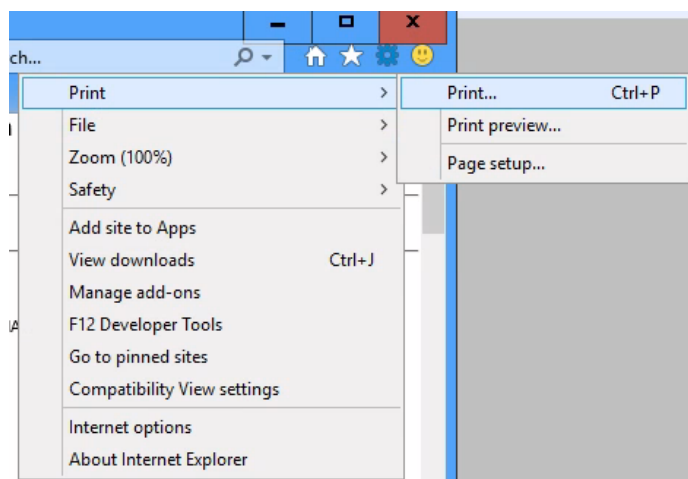 ch...
Print
Print... Ctrl+P
File
Print preview...
Zoom (100%)
Page setup...
Safety
Add site to Apps
View downloads Ctrl+J
Manage add-ons
F12 Developer Tools
Go to pinned sites
Compatibility View settings
Internet options
About Internet Explorer